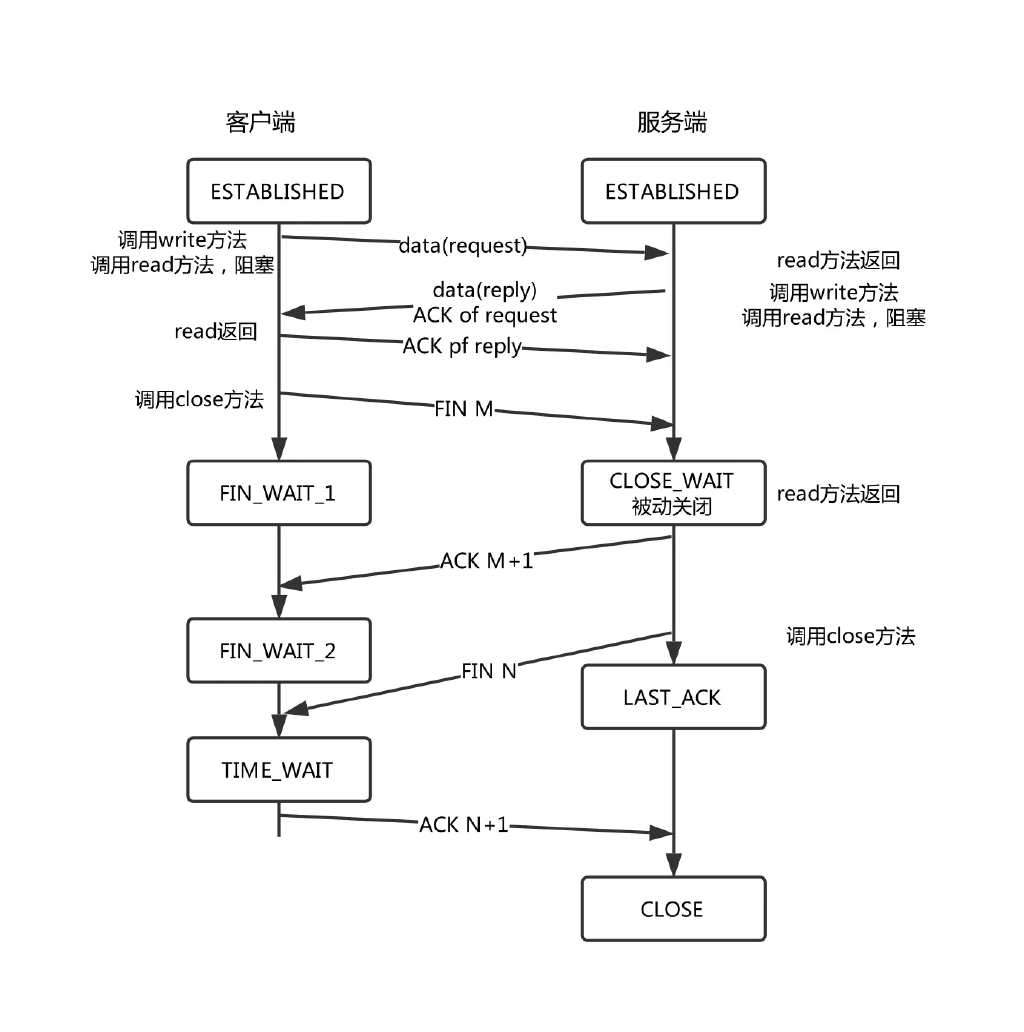 客户端
服务端
ESTABLISHED
ESTABLISHED
调用write方法
调用read方法，阻塞
data(request)
read方法返回
data(reply)
ACK of request
调用write方法
调用read方法，阻塞
read返回
ACK pf reply
调用close方法
FIN M
FIN_WAIT_1
CLOSE_WAIT
被动关闭
read方法返回
ACK M+1
FIN_WAIT_2
调用close方法
FIN N
LAST_ACK
TIME_WAIT
ACK N+1
CLOSE